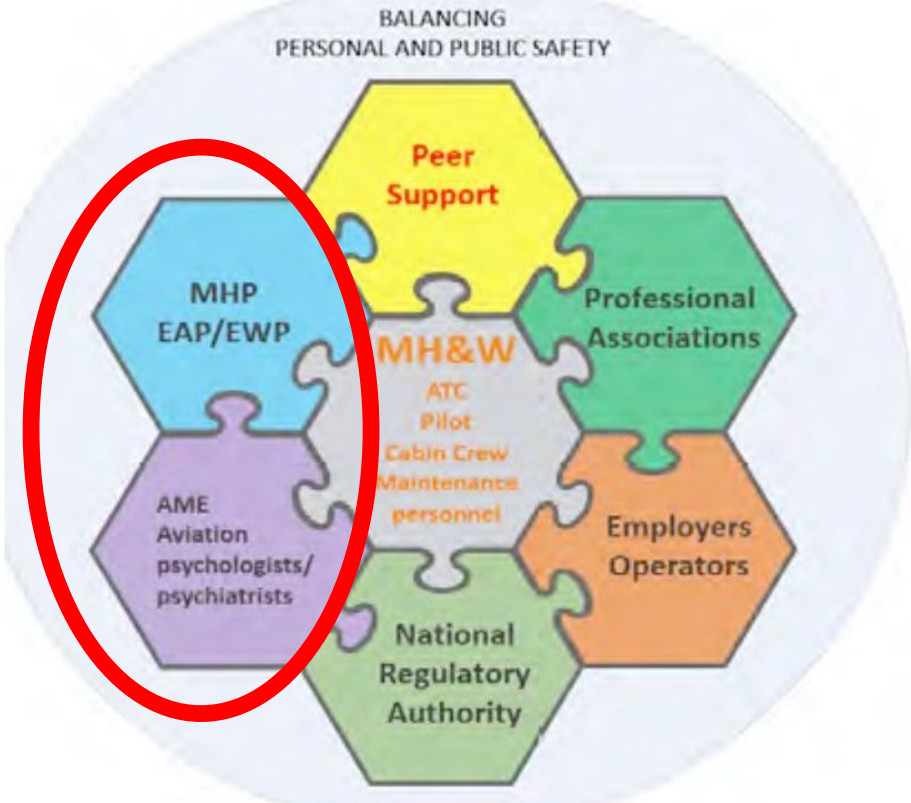 BALANCING
PERSONAL AND PUBLIC SAFETY
Peer
Support
MHP
EAP/EWP
Professional
Associations
MH&W
ATC
Pilot
Cabin Crew
Maintenance
personnel
AME
Aviation
psychologists/
psychiatrists
Employers
Operators
National
Regulatory
Authority